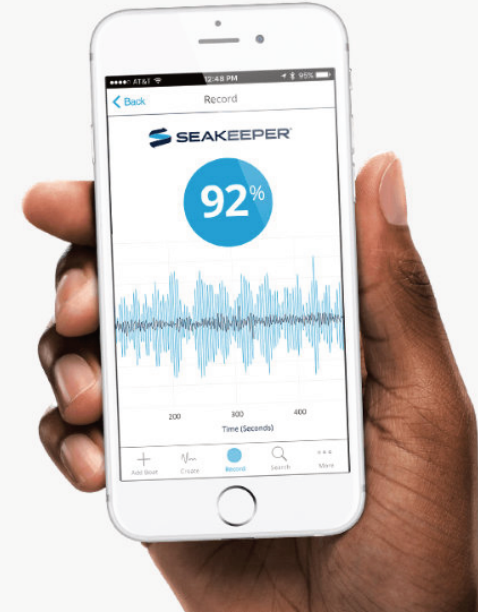 AT&T 12:48 PM 95%
Back Record
SEAKEEPER
92%
200 300 400
Time (Seconds)
Add Boat Create Record Search More